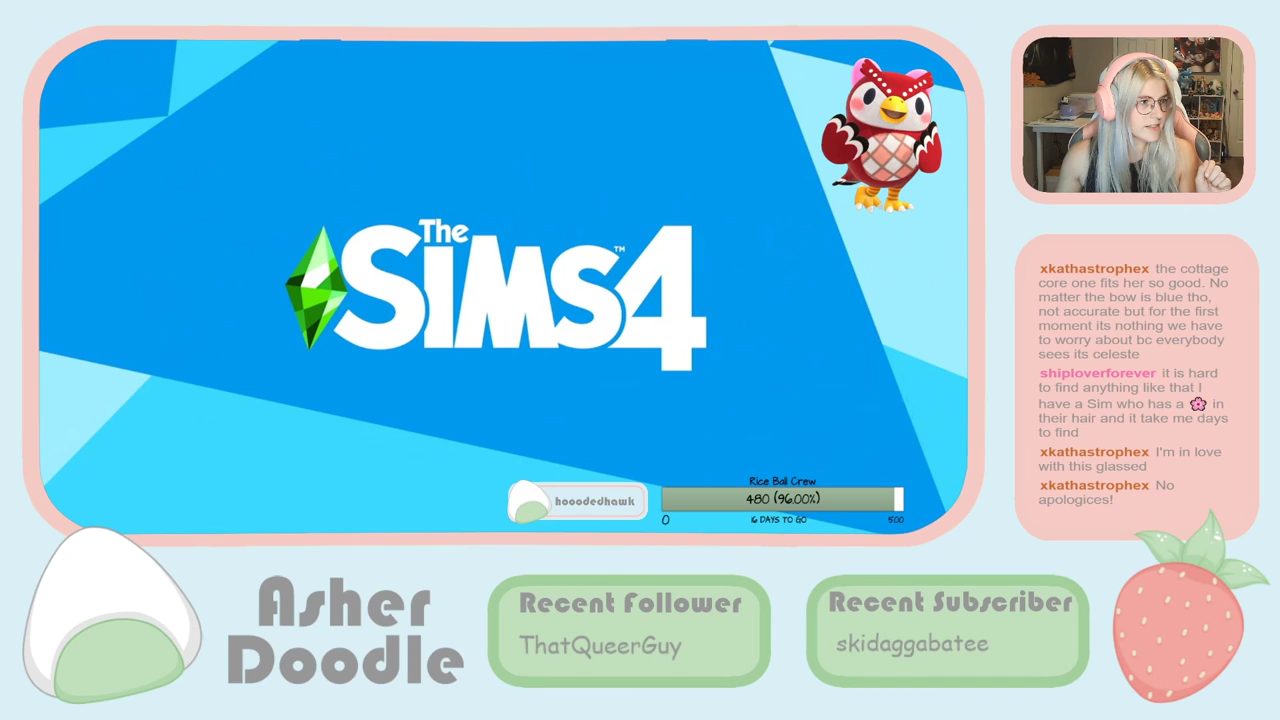 The
SiMS4™
Rice Ball Crew
hooodedhawk
480 (96.00%)
0
16 DAYS TO GO
500
xkathastrophex the cottage
core one fits her so good. No
matter the bow is blue tho,
not accurate but for the first
moment its nothing we have
to worry about bc everybody
sees its celeste
shiploverforever it is hard
to find anything like that I
have a Sim who has a 🌸 in
their hair and it take me days
to find
xkathastrophex I'm in love
with this glassed
xkathastrophex No
apologices!
Asher
Doodle
Recent Follower
ThatQueerGuy
Recent Subscriber
skidaggabatee